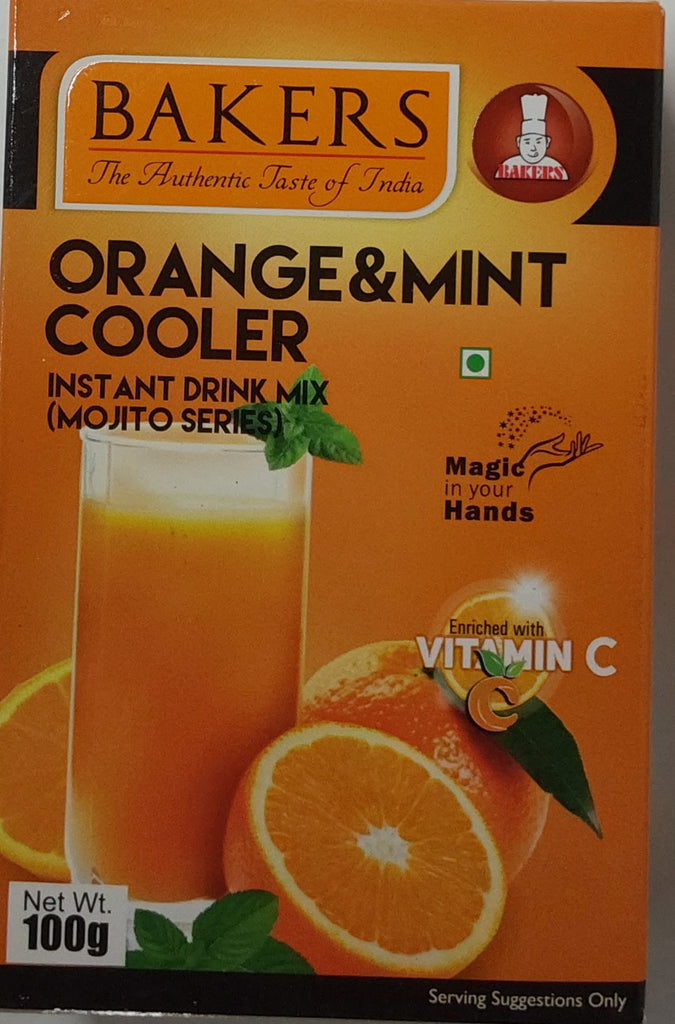 BAKERS
The Authentic Taste of India
BAKERS
ORANGE&MINT
COOLER
INSTANT DRINK MIX
(MOJITO SERIES)
Magic
in your
Hands
Enriched with
VITAMIN C
C
Net Wt.
100g
Serving Suggestions Only